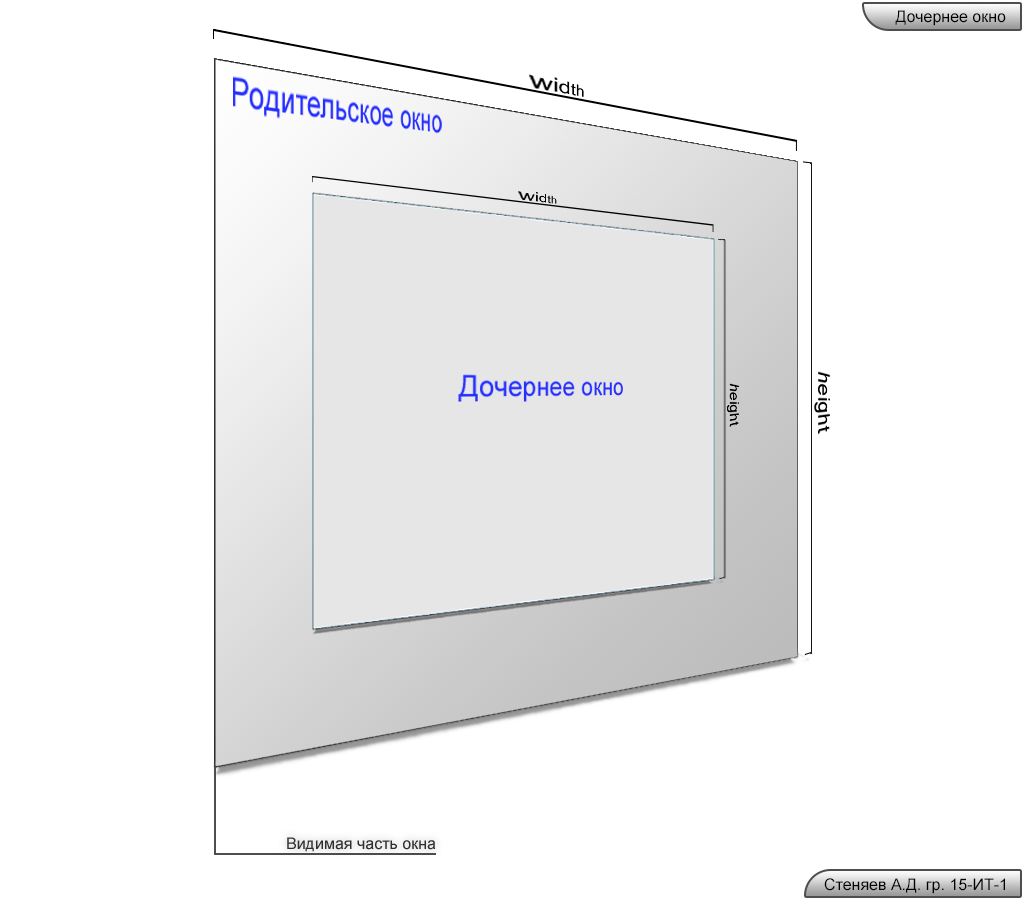 Дочернее окно
Width
Родительское окно
Width
Дочернее окно
height
height
Видимая часть окна
Стеняев А.Д. гр. 15-ИТ-1